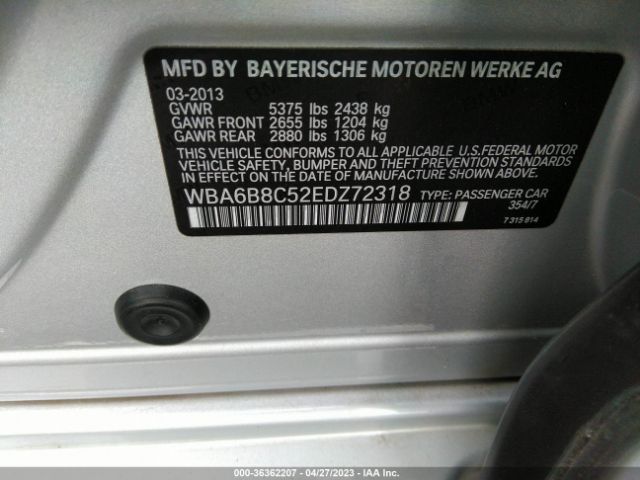 MFD BY BAYERISCHE MOTOREN WERKE AG
03-2013
GVWR 5375 lbs 2438 kg
GAWR FRONT 2655 lbs 1204 kg
GAWR REAR 2880 lbs 1306 kg
THIS VEHICLE CONFORMS TO ALL APPLICABLE U.S. FEDERAL MOTOR
VEHICLE SAFETY, BUMPER AND THEFT PREVENTION STANDARDS
IN EFFECT ON THE DATE OF MANUFACTURE SHOWN ABOVE.
WBA6B8C52EDZ72318 TYPE: PASSENGER CAR
354/7
7 315 814
000-36362207 - 04/27/2023 - IAA Inc.